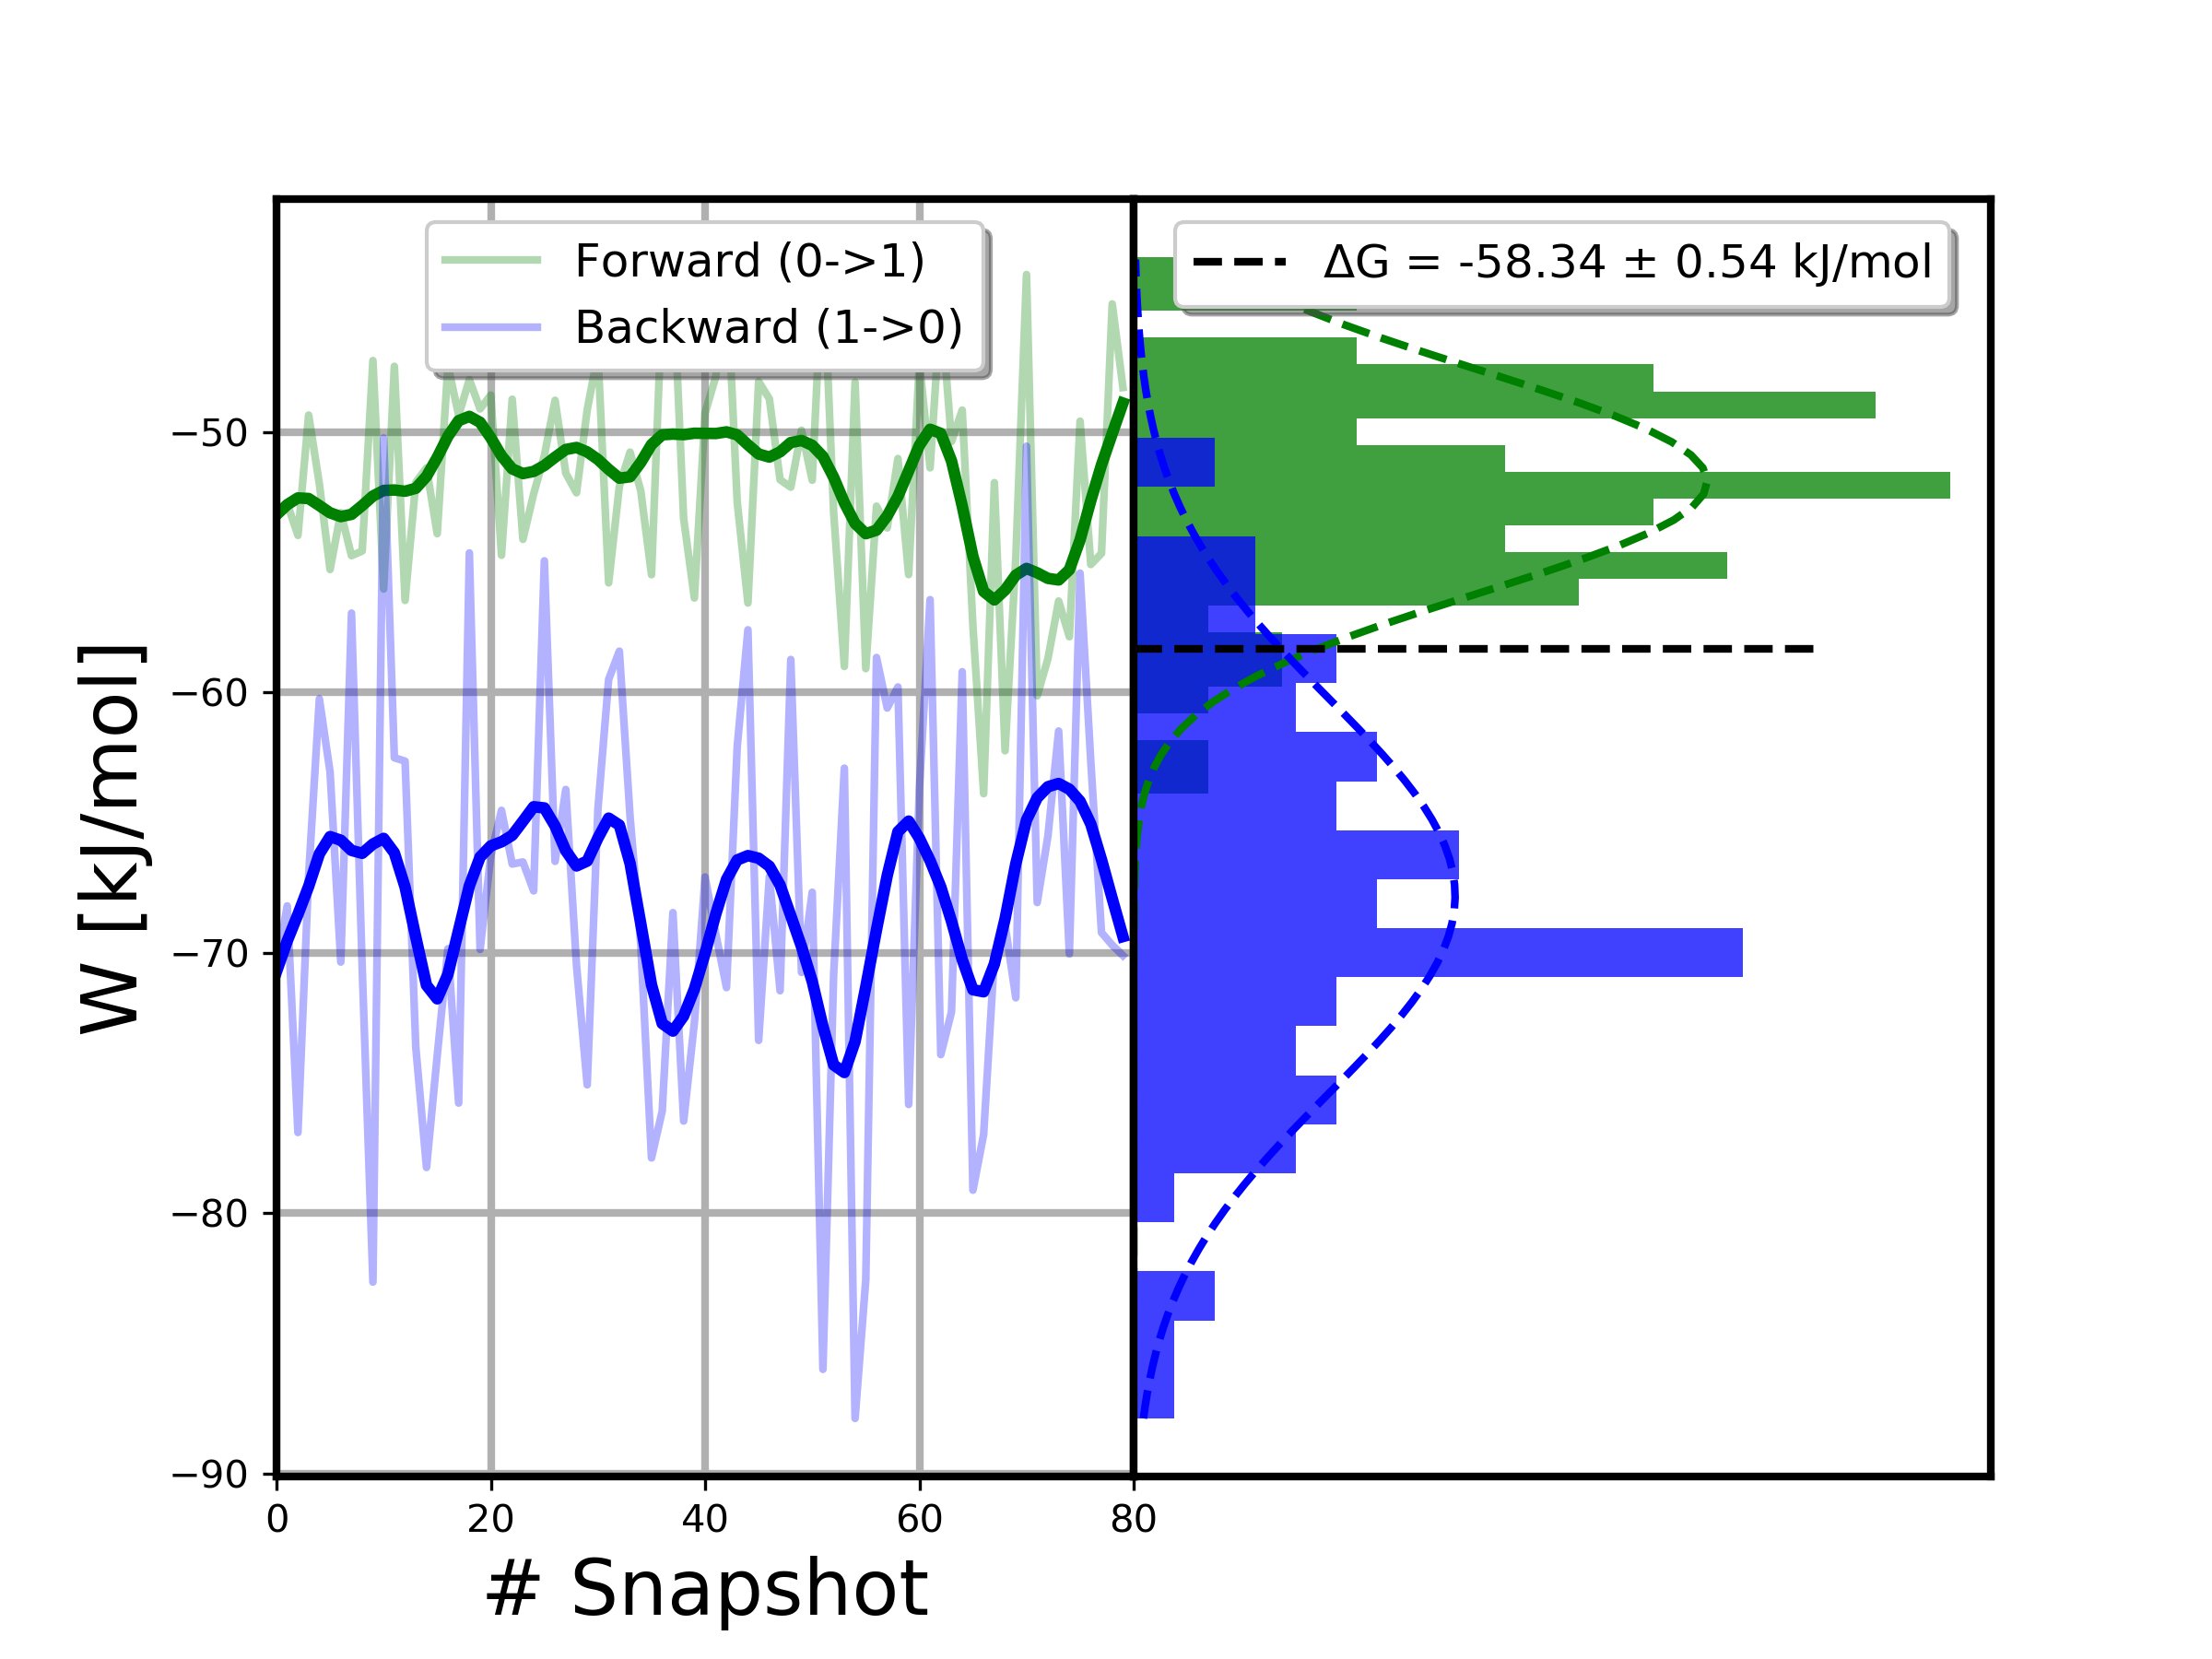 Forward (0->1)
Backward (1->0)
ΔG = -58.34 ± 0.54 kJ/mol
−50
−60
−70
−80
−90
W [kJ/mol]
0 20 40 60 80
# Snapshot